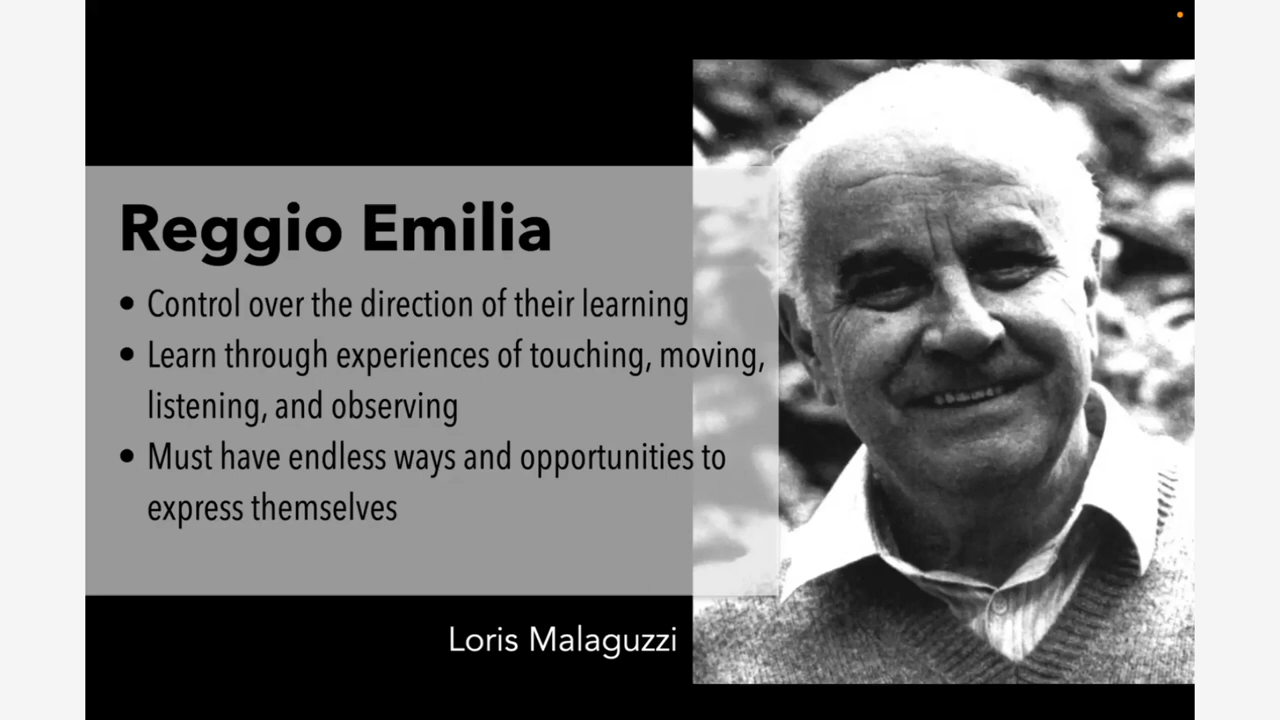 Reggio Emilia
• Control over the direction of their learning
• Learn through experiences of touching, moving,
listening, and observing
• Must have endless ways and opportunities to
express themselves
Loris Malaguzzi